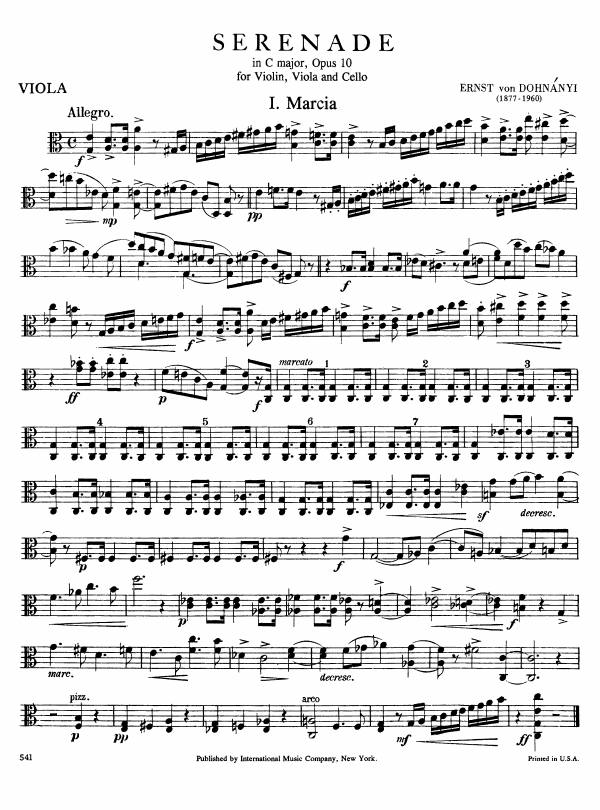 SERENADE
in C major, Opus 10
for Violin, Viola and Cello
VIOLA
ERNST von DOHNÁNYI
(1877-1960)
I. Marcia
Allegro.
f
mp
pp
f
f
ff
p
f
marcato
1
2
3
4
5
6
7
8
sf
decresc.
f
p
marc.
decresc.
p
pizz.
arco
p
pp
p
mf
ff
541
Published by International Music Company, New York.
Printed in U.S.A.